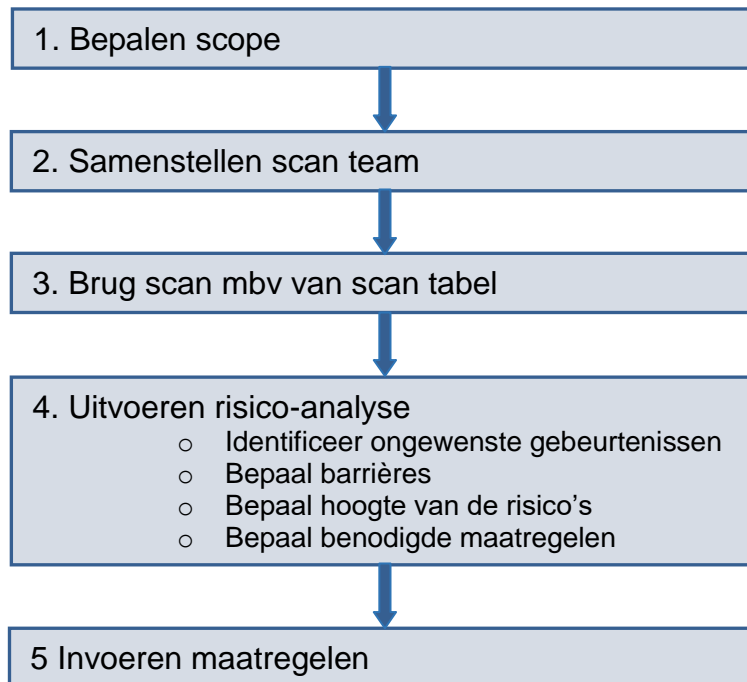 1. Bepalen scope
2. Samenstellen scan team
3. Brug scan mbv van scan tabel
4. Uitvoeren risico-analyse
o Identificeer ongewenste gebeurtenissen
o Bepaal barrières
o Bepaal hoogte van de risico's
o Bepaal benodigde maatregelen
5 Invoeren maatregelen